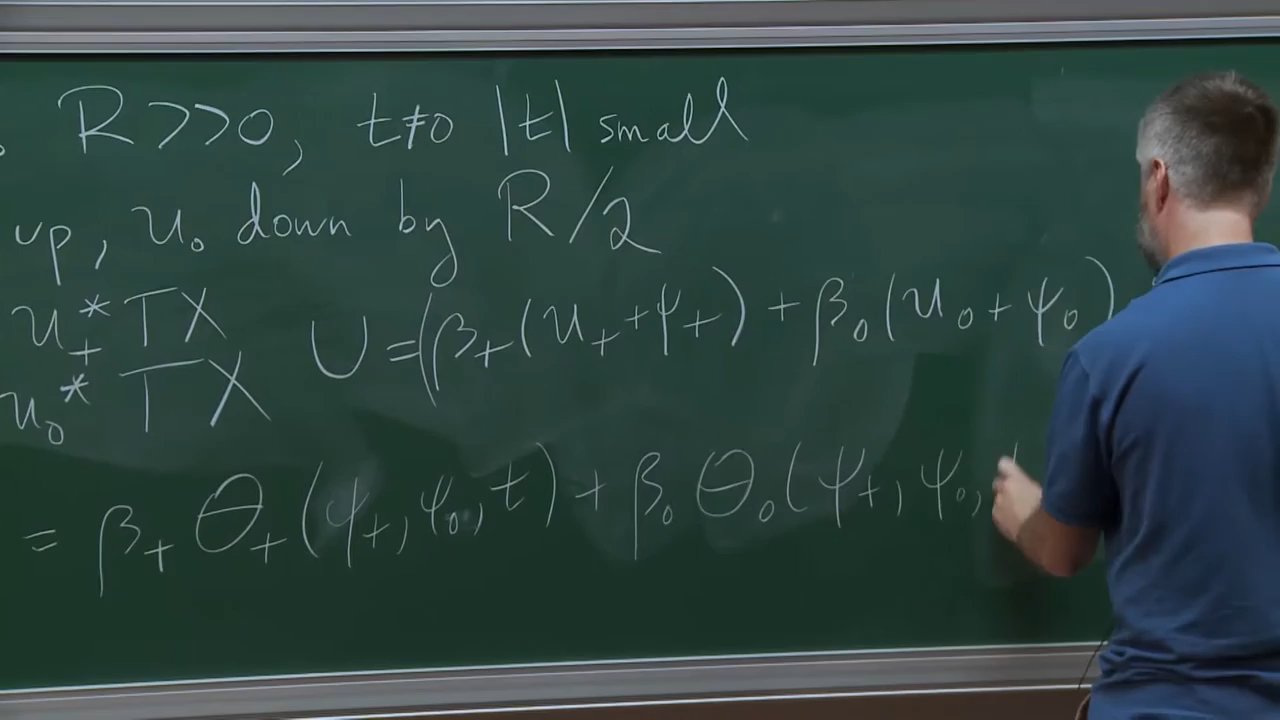 R >> 0, t ≠ 0 |t| small
up, u₀ down by R/2
u₊* TX
U = (β₊(u₊ + ψ₊) + β₀(u₀ + ψ₀)
u₀* TX
= β₊ Θ₊(ψ₊, ψ₀, t) + β₀ Θ₀(ψ₊, ψ₀,